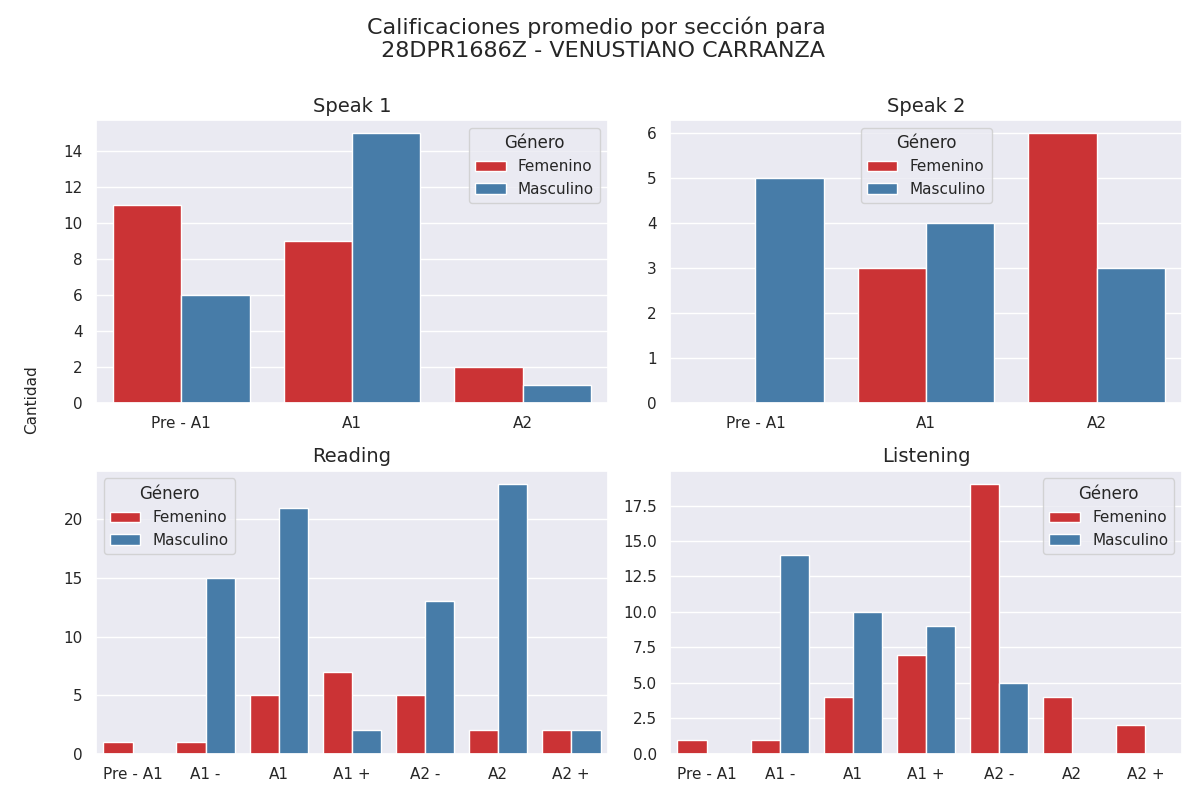 Calificaciones promedio por sección para
28DPR1686Z - VENUSTIANO CARRANZA
Cantidad
Speak 1
14
12
10
8
6
4
2
0
Pre - A1 A1 A2
Género
Femenino
Masculino
Speak 2
6
5
4
3
2
1
0
Pre - A1 A1 A2
Género
Femenino
Masculino
Reading
20
15
10
5
0
Pre - A1 A1 - A1 A1 + A2 - A2 A2 +
Género
Femenino
Masculino
Listening
17.5
15.0
12.5
10.0
7.5
5.0
2.5
0.0
Pre - A1 A1 - A1 A1 + A2 - A2 A2 +
Género
Femenino
Masculino